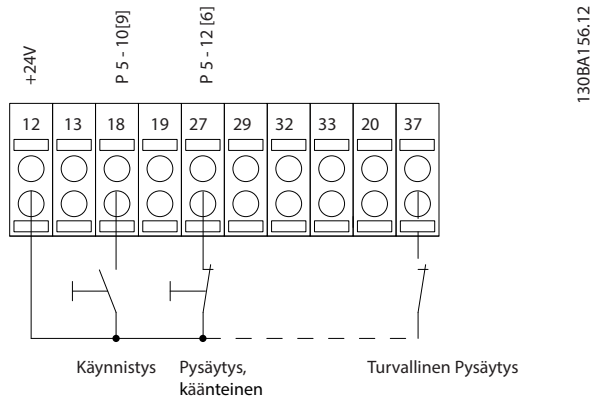 +24V
P 5 - 10[9]
P 5 - 12 [6]
130BA156.12
12 13 18 19 27 29 32 33 20 37
Käynnistys
Pysäytys,
käänteinen
Turvallinen Pysäytys